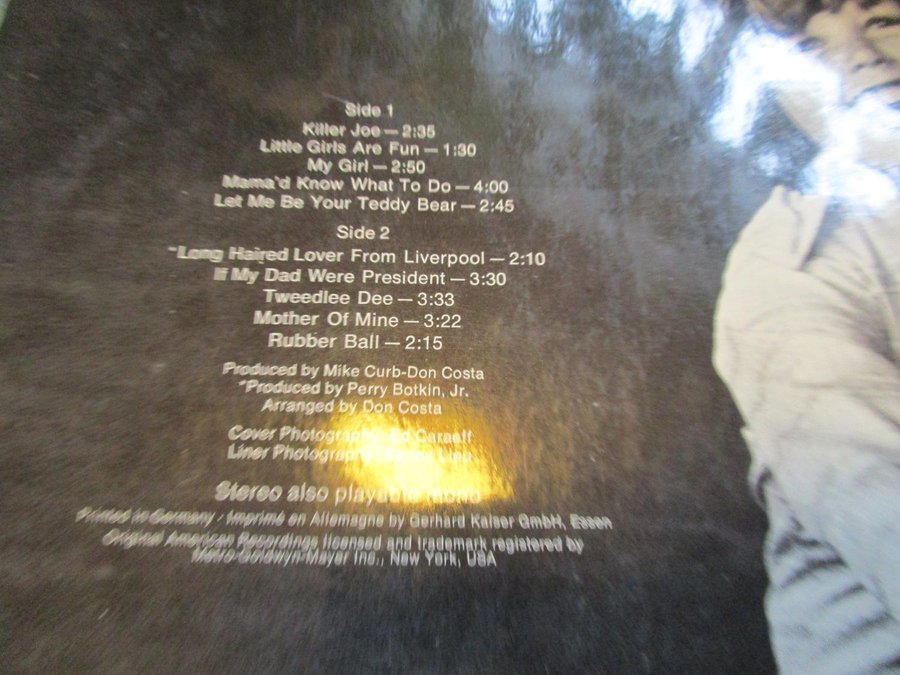 Side 1
Killer Joe — 2:35
Little Girls Are Fun — 1:30
My Girl — 2:50
Mama'd Know What To Do — 4:00
Let Me Be Your Teddy Bear — 2:45
Side 2
*Long Haired Lover From Liverpool — 2:10
If My Dad Were President — 3:30
Tweedlee Dee — 3:33
Mother Of Mine — 3:22
Rubber Ball — 2:15
Produced by Mike Curb-Don Costa
*Produced by Perry Botkin, Jr.
Arranged by Don Costa
Cover Photography: Ed Caraeff
Liner Photography:
Stereo also playable mono
Printed in Germany / Imprimé en Allemagne by Gerhard Kaiser GmbH, Essen
Original American Recordings licensed and trademark registered by
Metro-Goldwyn-Mayer Inc., New York, USA